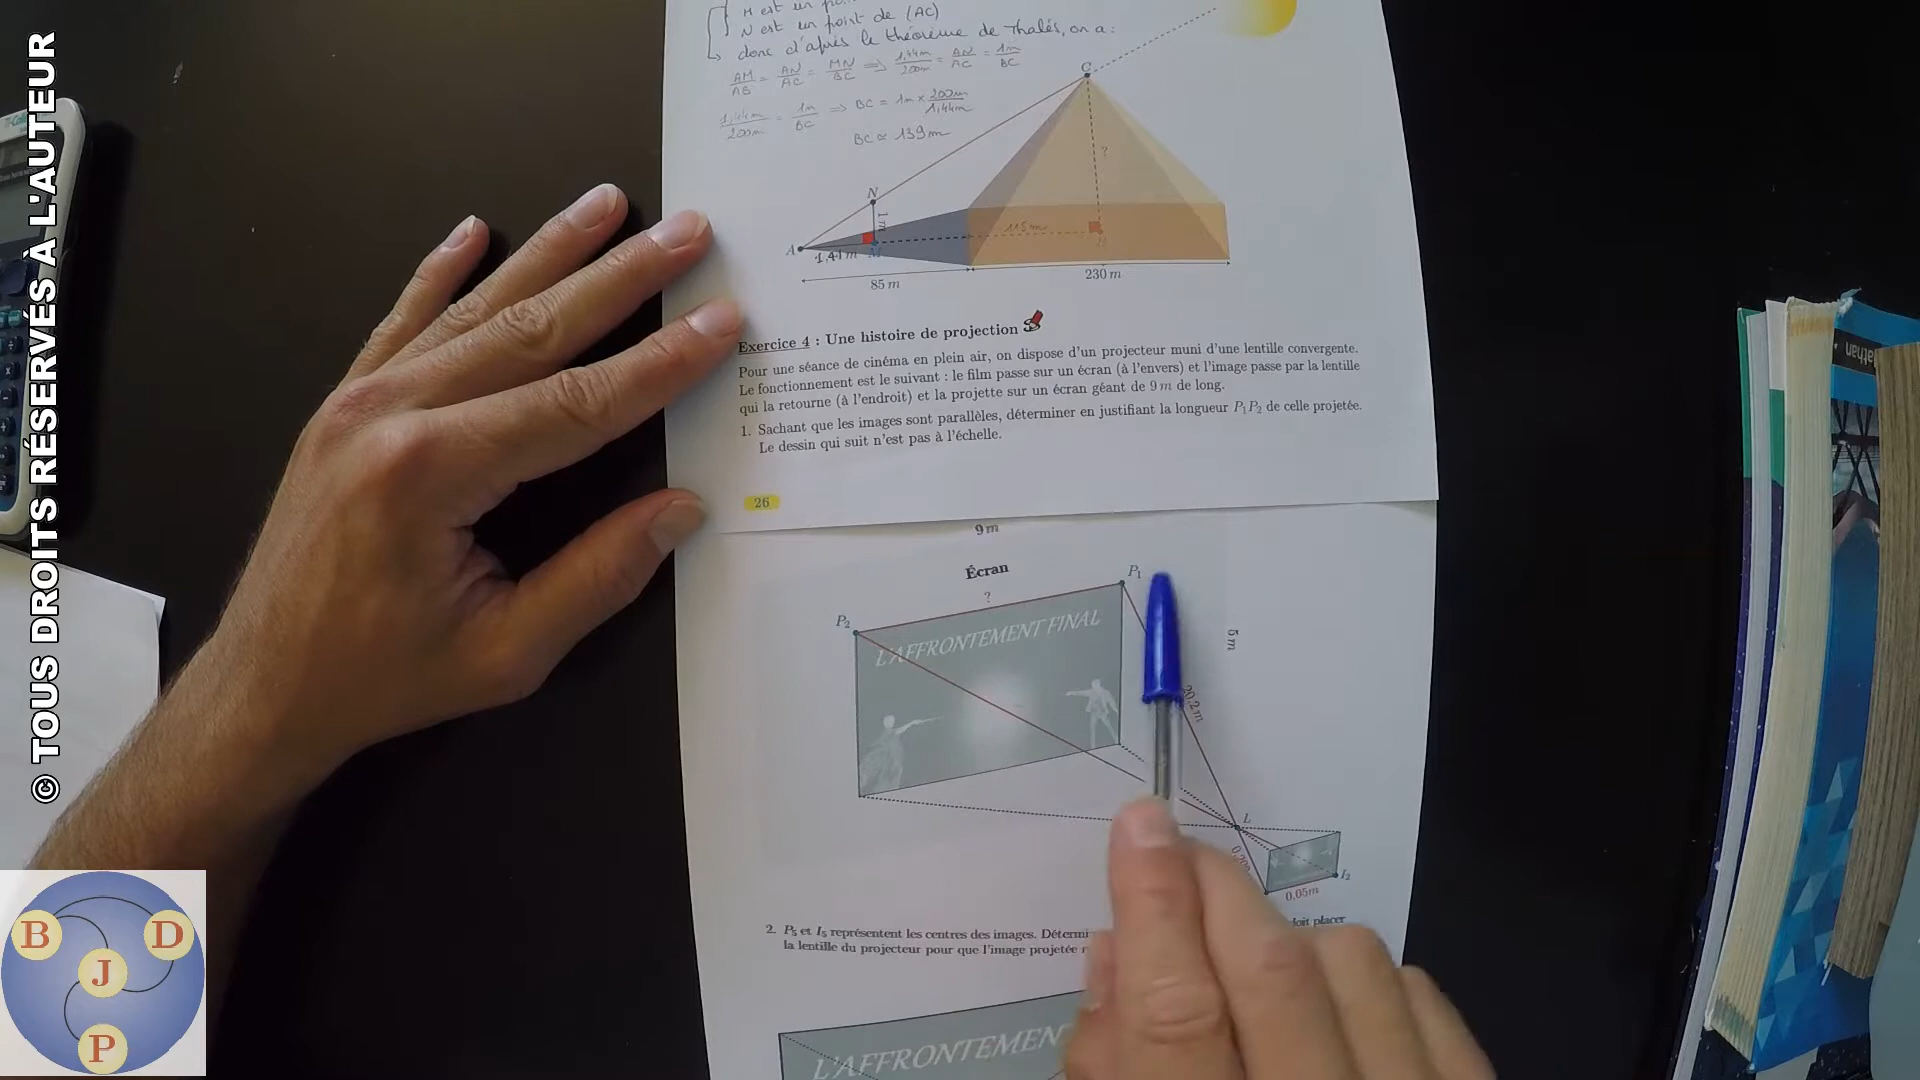 © TOUS DROITS RÉSERVÉS À L'AUTEUR
M est un
N est un point de (AC)
donc d'après le théorème de Thalès, on a :
AM/AB = AN/AC = MN/BC ⟹ 1,44m/200m = AN/AC = 1m/BC
1,44m/200m = 1m/BC ⟹ BC = 1m × 200m/1,44m
BC ≃ 139m
C
?
N
1m
115m
A
M
85 m
230 m
Exercice 4 : Une histoire de projection
Pour une séance de cinéma en plein air, on dispose d'un projecteur muni d'une lentille convergente.
Le fonctionnement est le suivant : le film passe sur un écran (à l'envers) et l'image passe par la lentille
qui la retourne (à l'endroit) et la projette sur un écran géant de 9 m de long.
1. Sachant que les images sont parallèles, déterminer en justifiant la longueur P₁P₂ de celle projetée.
Le dessin qui suit n'est pas à l'échelle.
26
9 m
Écran
P₁
?
P₂
L'AFFRONTEMENT FINAL
5 m
20,2 m
L
I₂
0,05m
2. P₅ et I₅ représentent les centres des images. Détermi doit placer
la lentille du projecteur pour que l'image projetée
L'AFFRONTEMEN
B D
J
P